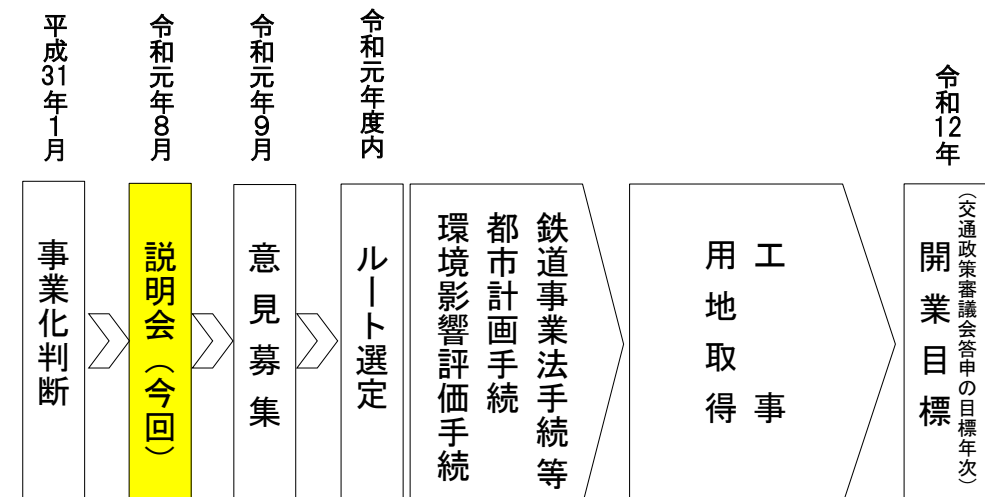 平成31年1月
事業化判断
令和元年8月
説明会（今回）
令和元年9月
意見募集
令和元年度内
ルート選定
鉄道事業法手続 等
都市計画手続
環境影響評価手続
工事
用地取得
令和12年
開業目標
（交通政策審議会答申の目標年次）